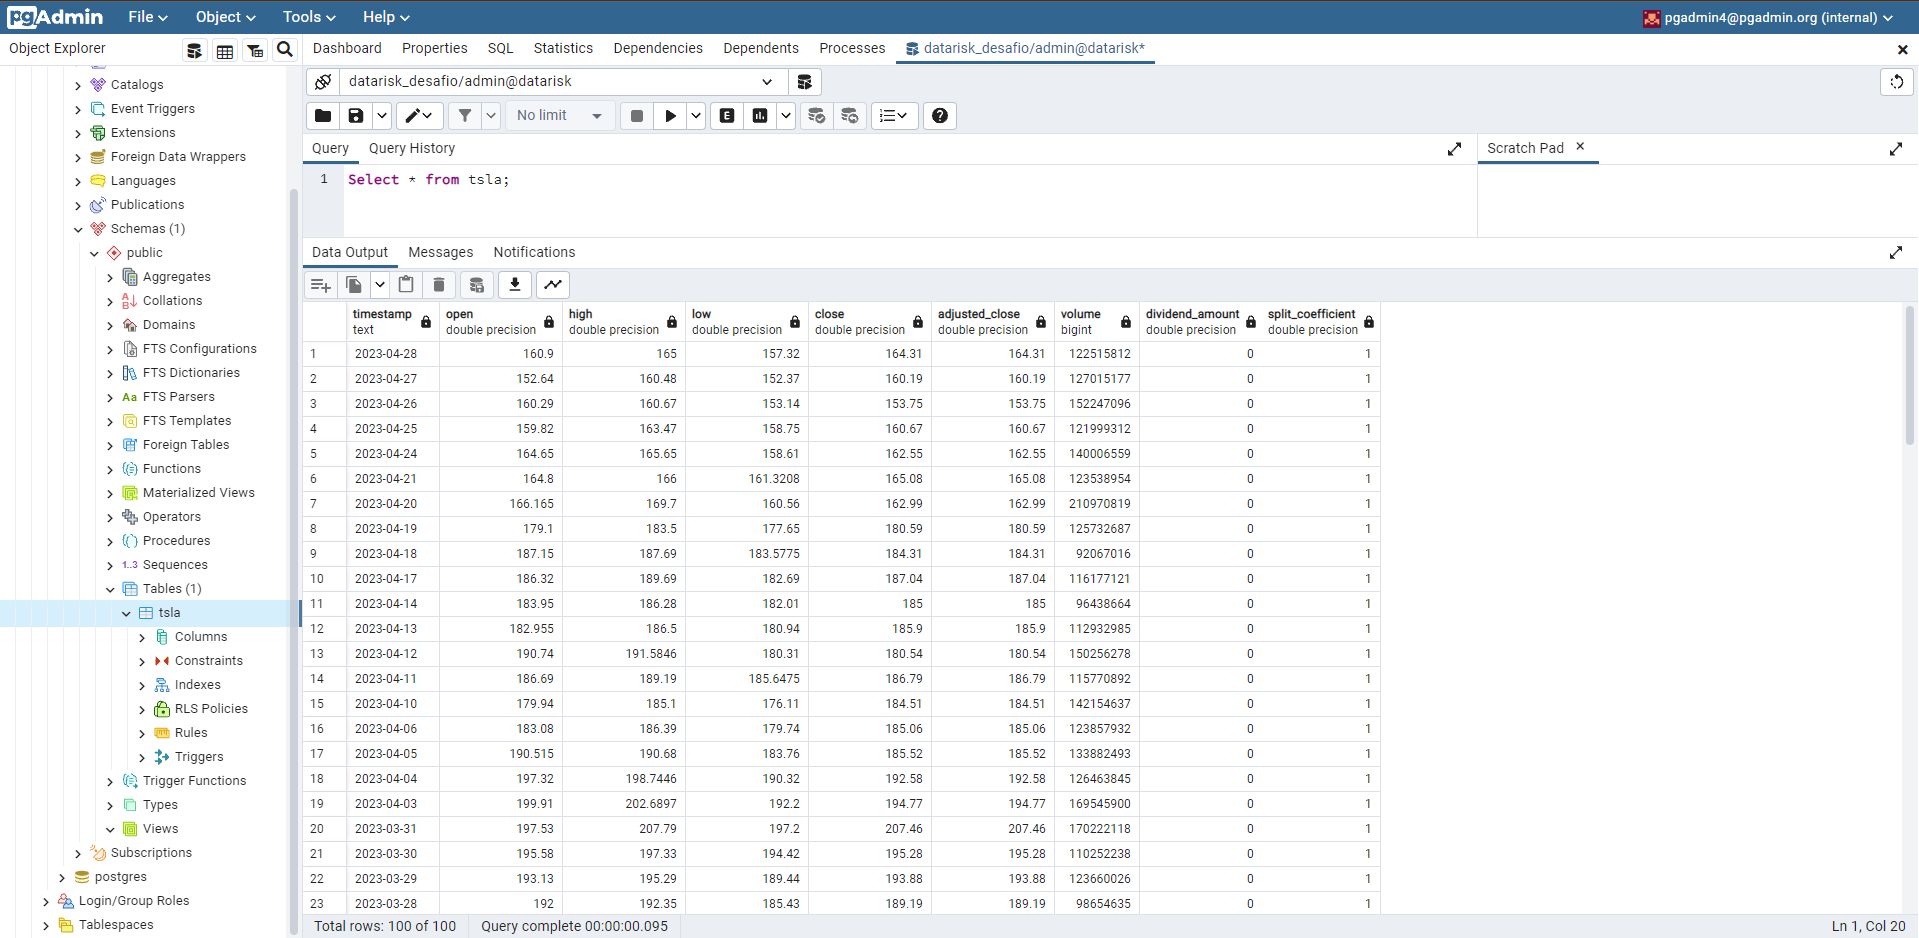 pgAdmin File Object Tools Help pgadmin4@pgadmin.org (internal)
Object Explorer
Dashboard Properties SQL Statistics Dependencies Dependents Processes datarisk_desafio/admin@datarisk*
Catalogs
Event Triggers
Extensions
Foreign Data Wrappers
Languages
Publications
Schemas (1)
public
Aggregates
Collations
Domains
FTS Configurations
FTS Dictionaries
Aa FTS Parsers
FTS Templates
Foreign Tables
Functions
Materialized Views
Operators
Procedures
1..3 Sequences
Tables (1)
tsla
Columns
Constraints
Indexes
RLS Policies
Rules
Triggers
Trigger Functions
Types
Views
Subscriptions
postgres
Login/Group Roles
Tablespaces
datarisk_desafio/admin@datarisk
No limit E
Query Query History Scratch Pad
1 Select * from tsla;
Data Output Messages Notifications
timestamp open high low close adjusted_close volume dividend_amount split_coefficient
text double precision double precision double precision double precision double precision bigint double precision double precision
1 2023-04-28 160.9 165 157.32 164.31 164.31 122515812 0 1
2 2023-04-27 152.64 160.48 152.37 160.19 160.19 127015177 0 1
3 2023-04-26 160.29 160.67 153.14 153.75 153.75 152247096 0 1
4 2023-04-25 159.82 163.47 158.75 160.67 160.67 121999312 0 1
5 2023-04-24 164.65 165.65 158.61 162.55 162.55 140006559 0 1
6 2023-04-21 164.8 166 161.3208 165.08 165.08 123538954 0 1
7 2023-04-20 166.165 169.7 160.56 162.99 162.99 210970819 0 1
8 2023-04-19 179.1 183.5 177.65 180.59 180.59 125732687 0 1
9 2023-04-18 187.15 187.69 183.5775 184.31 184.31 92067016 0 1
10 2023-04-17 186.32 189.69 182.69 187.04 187.04 116177121 0 1
11 2023-04-14 183.95 186.28 182.01 185 185 96438664 0 1
12 2023-04-13 182.955 186.5 180.94 185.9 185.9 112932985 0 1
13 2023-04-12 190.74 191.5846 180.31 180.54 180.54 150256278 0 1
14 2023-04-11 186.69 189.19 185.6475 186.79 186.79 115770892 0 1
15 2023-04-10 179.94 185.1 176.11 184.51 184.51 142154637 0 1
16 2023-04-06 183.08 186.39 179.74 185.06 185.06 123857932 0 1
17 2023-04-05 190.515 190.68 183.76 185.52 185.52 133882493 0 1
18 2023-04-04 197.32 198.7446 190.32 192.58 192.58 126463845 0 1
19 2023-04-03 199.91 202.6897 192.2 194.77 194.77 169545900 0 1
20 2023-03-31 197.53 207.79 197.2 207.46 207.46 170222118 0 1
21 2023-03-30 195.58 197.33 194.42 195.28 195.28 110252238 0 1
22 2023-03-29 193.13 195.29 189.44 193.88 193.88 123660026 0 1
23 2023-03-28 192 192.35 185.43 189.19 189.19 98654635 0 1
Total rows: 100 of 100 Query complete 00:00:00.095 Ln 1, Col 20